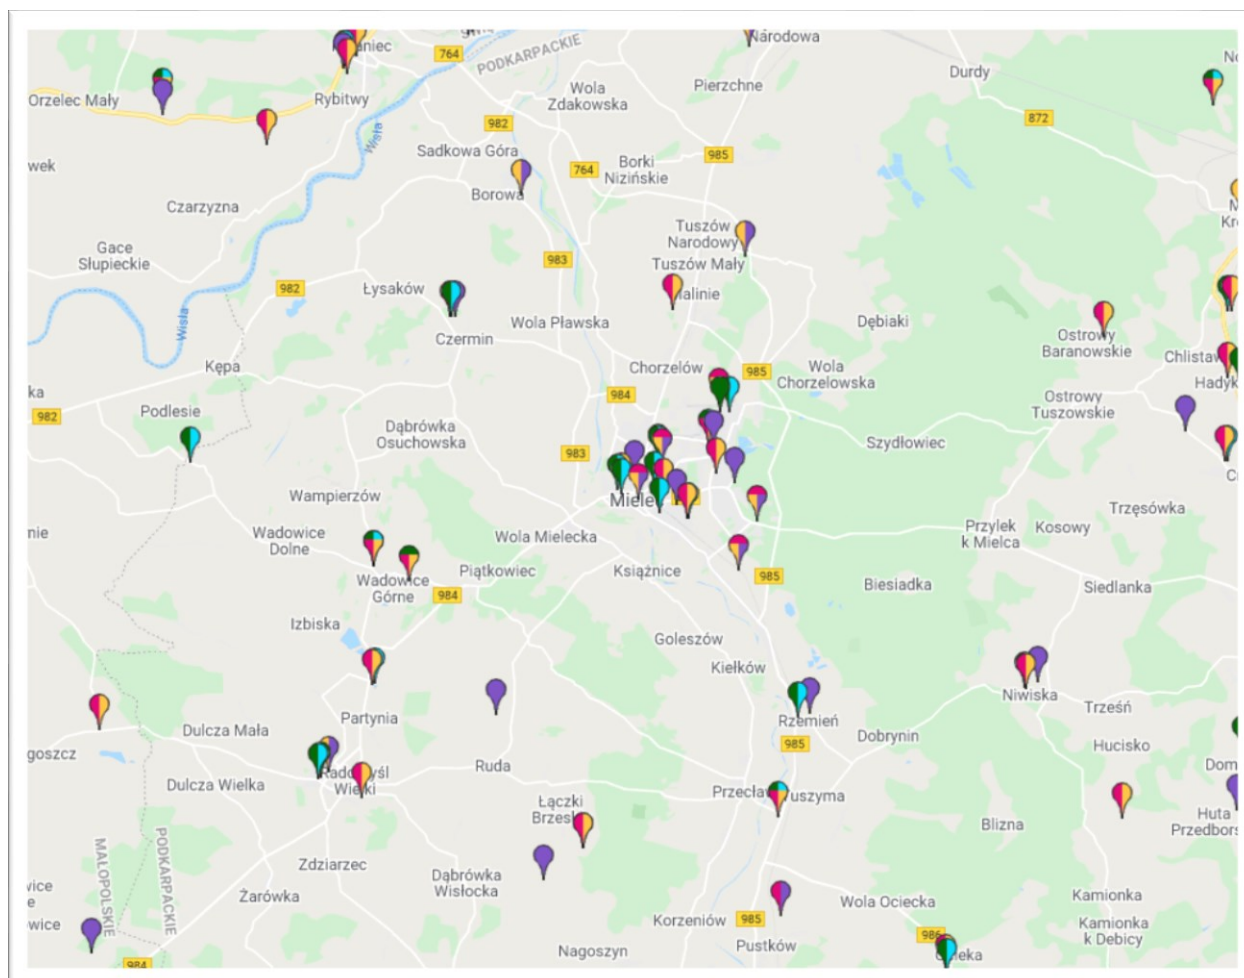 Narodowa
764
PODKARPACKIE
Durdy
Orzelec Mały
Rybitwy
Wola
Zdakowska
Pierzchne
872
982
Wisła
Sadkowa Góra
764
Borki
Nizińskie
985
Borowa
Czarzyzna
Tuszów
Narodowy
Gace
Słupieckie
983
Tuszów Mały
982
Łysaków
Wisła
Wola Pławska
Dębiaki
Czermin
Ostrowy
Baranowskie
Kępa
Chorzelów
985
Wola
Chorzelowska
984
982
Podlesie
Ostrowy
Tuszowskie
Dąbrówka
Osuchowska
983
Szydłowiec
Wampierzów
Trzęsówka
Wadowice
Dolne
Wola Mielecka
Przyłek
k Mielca
Kosowy
Piątkowiec
Książnice
985
Wadowice
Górne
984
Biesiadka
Siedlanka
Izbiska
Goleszów
Kiełków
Niwiska
Trześń
Partynia
Rzemień
Dulcza Mała
985
Dobrynin
Hucisko
Ruda
Dulcza Wielka
Wielki
Łączki
Huta
Blizna
MAŁOPOLSKIE
PODKARPACKIE
Zdziarzec
Dąbrówka
Wisłocka
Żarówka
Wola Ociecka
Kamionka
Korzeniów
985
986
Kamionka
k Debicy
Pustków
Nagoszyn
984